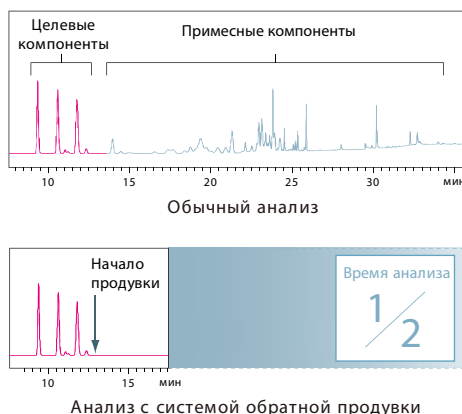 Целевые
компоненты
Примесные компоненты
10 15 20 25 30 мин
Обычный анализ
Начало
продувки
Время анализа
1/2
10 15 мин
Анализ с системой обратной продувки